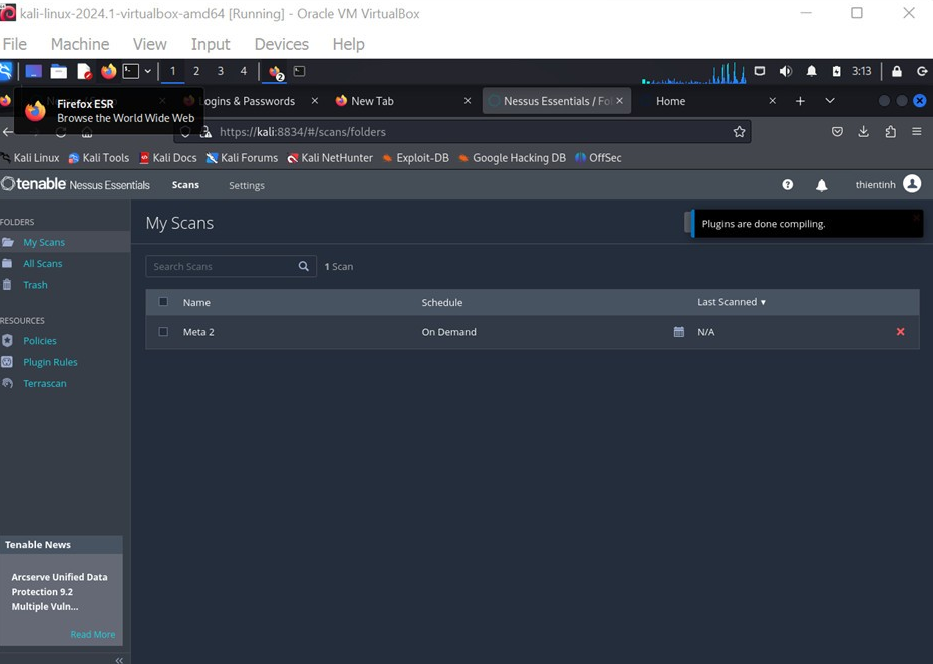 kali-linux-2024.1-virtualbox-amd64 [Running] - Oracle VM VirtualBox
File Machine View Input Devices Help
1 2 3 4 2 3:13
Firefox ESR
Browse the World Wide Web
Logins & Passwords New Tab Nessus Essentials / Fol Home
https://kali:8834/#/scans/folders
Kali Linux Kali Tools Kali Docs Kali Forums Kali NetHunter Exploit-DB Google Hacking DB OffSec
tenable Nessus Essentials Scans Settings thientinh
FOLDERS
My Scans
All Scans
Trash
RESOURCES
Policies
Plugin Rules
Terrascan
My Scans
Plugins are done compiling.
Search Scans 1 Scan
Name Schedule Last Scanned
Meta 2 On Demand N/A
Tenable News
Arcserve Unified Data
Protection 9.2
Multiple Vuln...
Read More